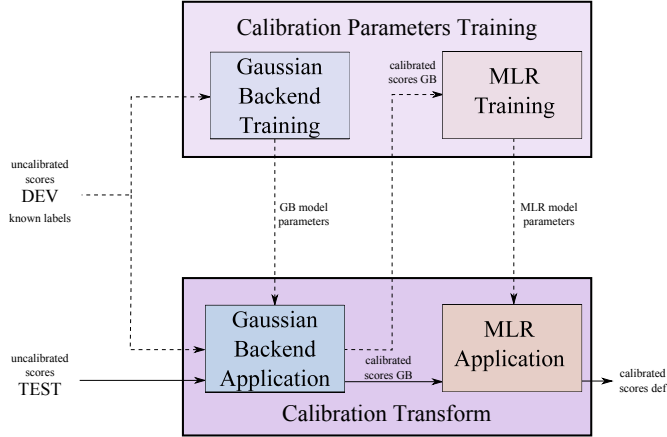 Calibration Parameters Training
Gaussian
Backend
Training
calibrated
scores GB
MLR
Training
uncalibrated
scores
DEV
known labels
GB model
parameters
MLR model
parameters
Gaussian
Backend
Application
MLR
Application
uncalibrated
scores
TEST
calibrated
scores GB
calibrated
scores def
Calibration Transform